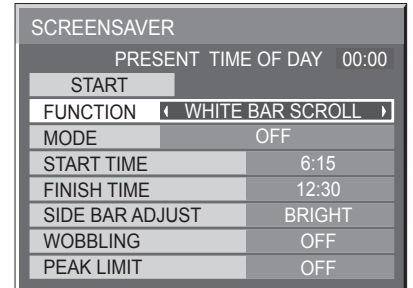 SCREENSAVER
PRESENT TIME OF DAY 00:00
START
FUNCTION WHITE BAR SCROLL
MODE OFF
START TIME 6:15
FINISH TIME 12:30
SIDE BAR ADJUST BRIGHT
WOBBLING OFF
PEAK LIMIT OFF